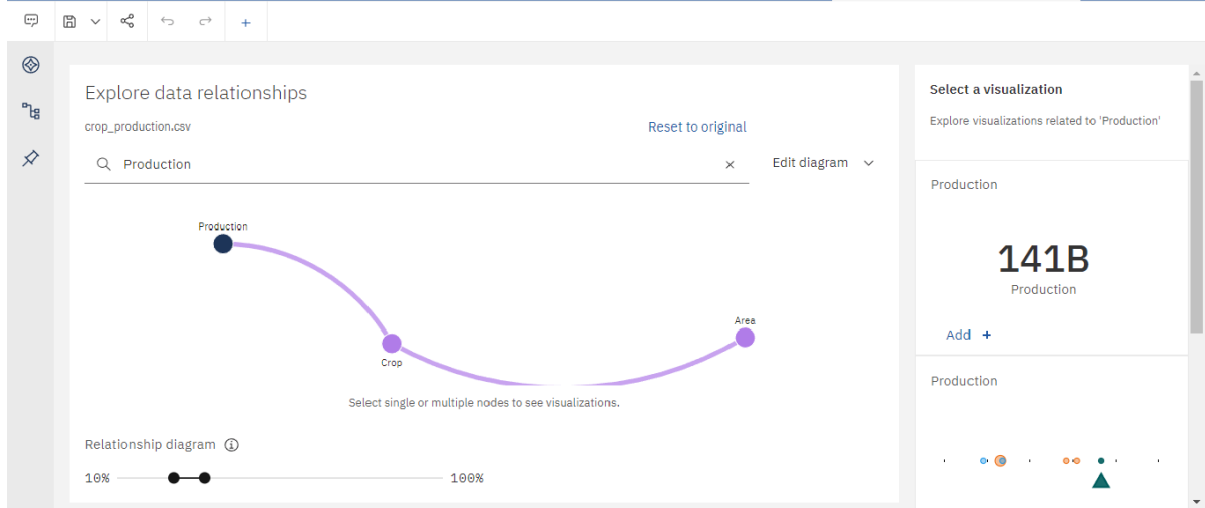 Explore data relationships
crop_production.csv
Reset to original
Production
Edit diagram
Production
Crop
Area
Select single or multiple nodes to see visualizations.
Relationship diagram
10%
100%
Select a visualization
Explore visualizations related to 'Production'
Production
141B
Production
Add +
Production